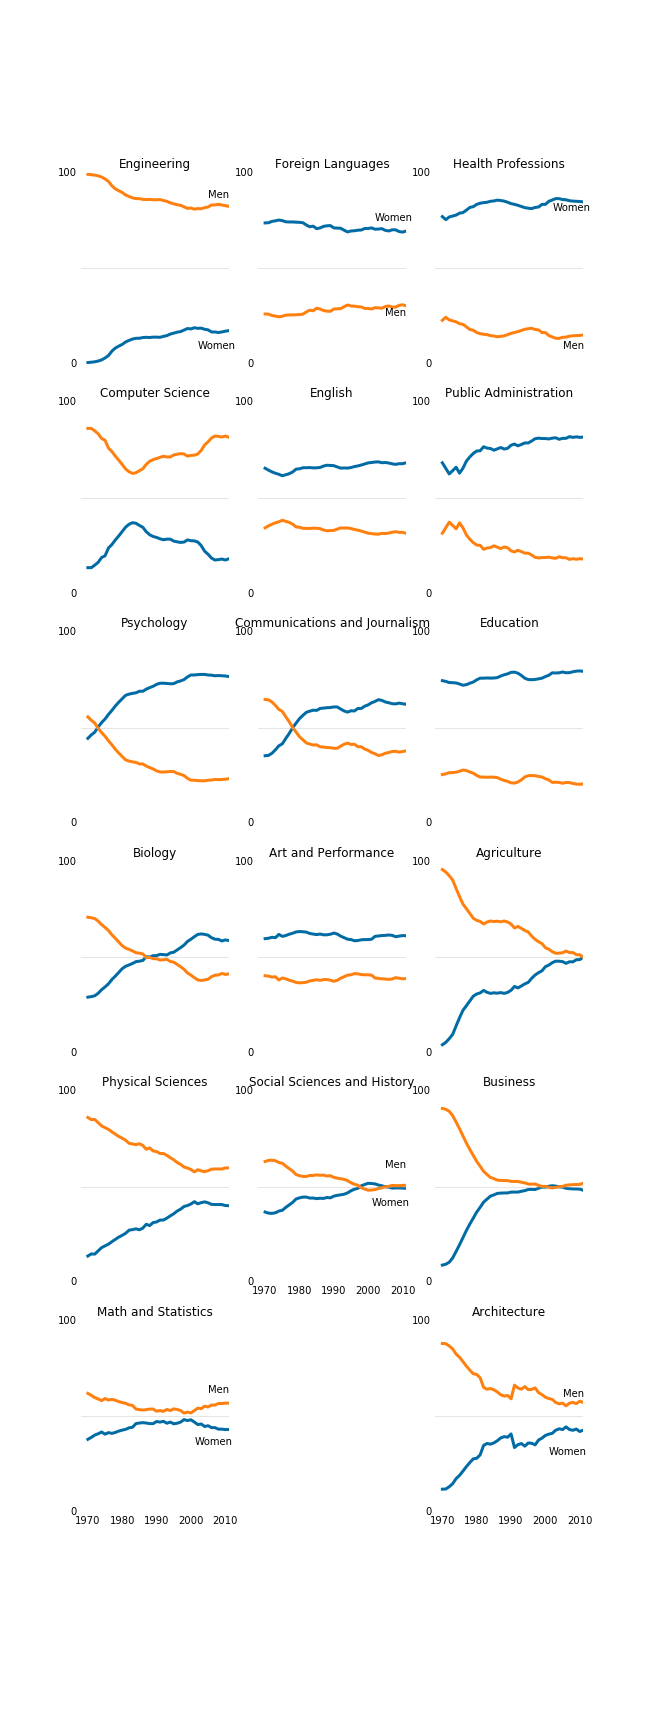 Engineering Foreign Languages Health Professions
100 100 100
Men Women Women
Women Men Men
0 0 0
Computer Science English Public Administration
100 100 100
0 0 0
Psychology Communications and Journalism Education
100 100 100
0 0 0
Biology Art and Performance Agriculture
100 100 100
0 0 0
Physical Sciences Social Sciences and History Business
100 100 100
Men
Women
0 0 0
1970 1980 1990 2000 2010
Math and Statistics Architecture
100 100
Men Men
Women Women
0 0
1970 1980 1990 2000 2010 1970 1980 1990 2000 2010